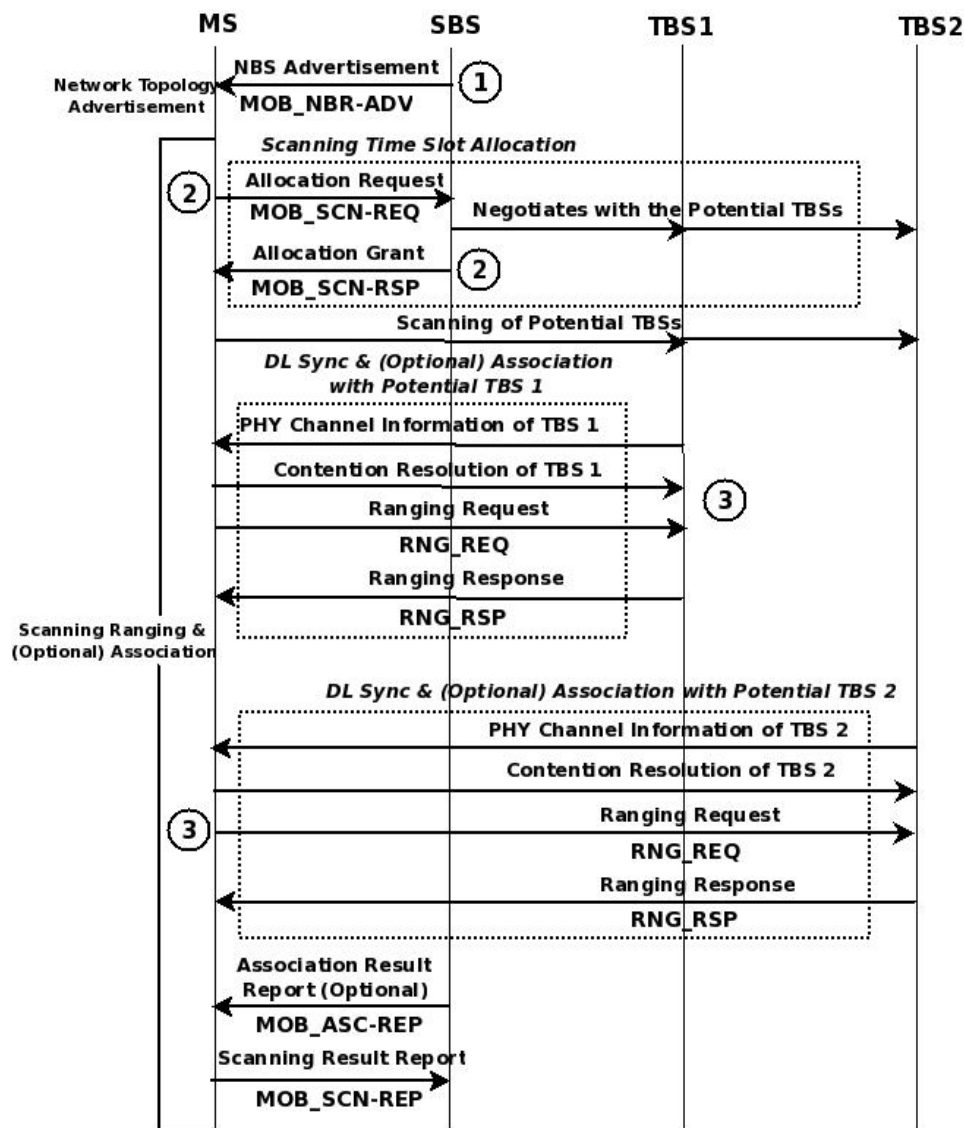 MS SBS TBS1 TBS2
NBS Advertisement
1
Network Topology
Advertisement
MOB_NBR-ADV
Scanning Time Slot Allocation
2
Allocation Request
MOB_SCN-REQ
Negotiates with the Potential TBSs
Allocation Grant
2
MOB_SCN-RSP
Scanning of Potential TBSs
DL Sync & (Optional) Association
with Potential TBS 1
PHY Channel Information of TBS 1
Contention Resolution of TBS 1
3
Ranging Request
RNG_REQ
Ranging Response
RNG_RSP
Scanning Ranging &
(Optional) Association
DL Sync & (Optional) Association with Potential TBS 2
PHY Channel Information of TBS 2
Contention Resolution of TBS 2
3
Ranging Request
RNG_REQ
Ranging Response
RNG_RSP
Association Result
Report (Optional)
MOB_ASC-REP
Scanning Result Report
MOB_SCN-REP